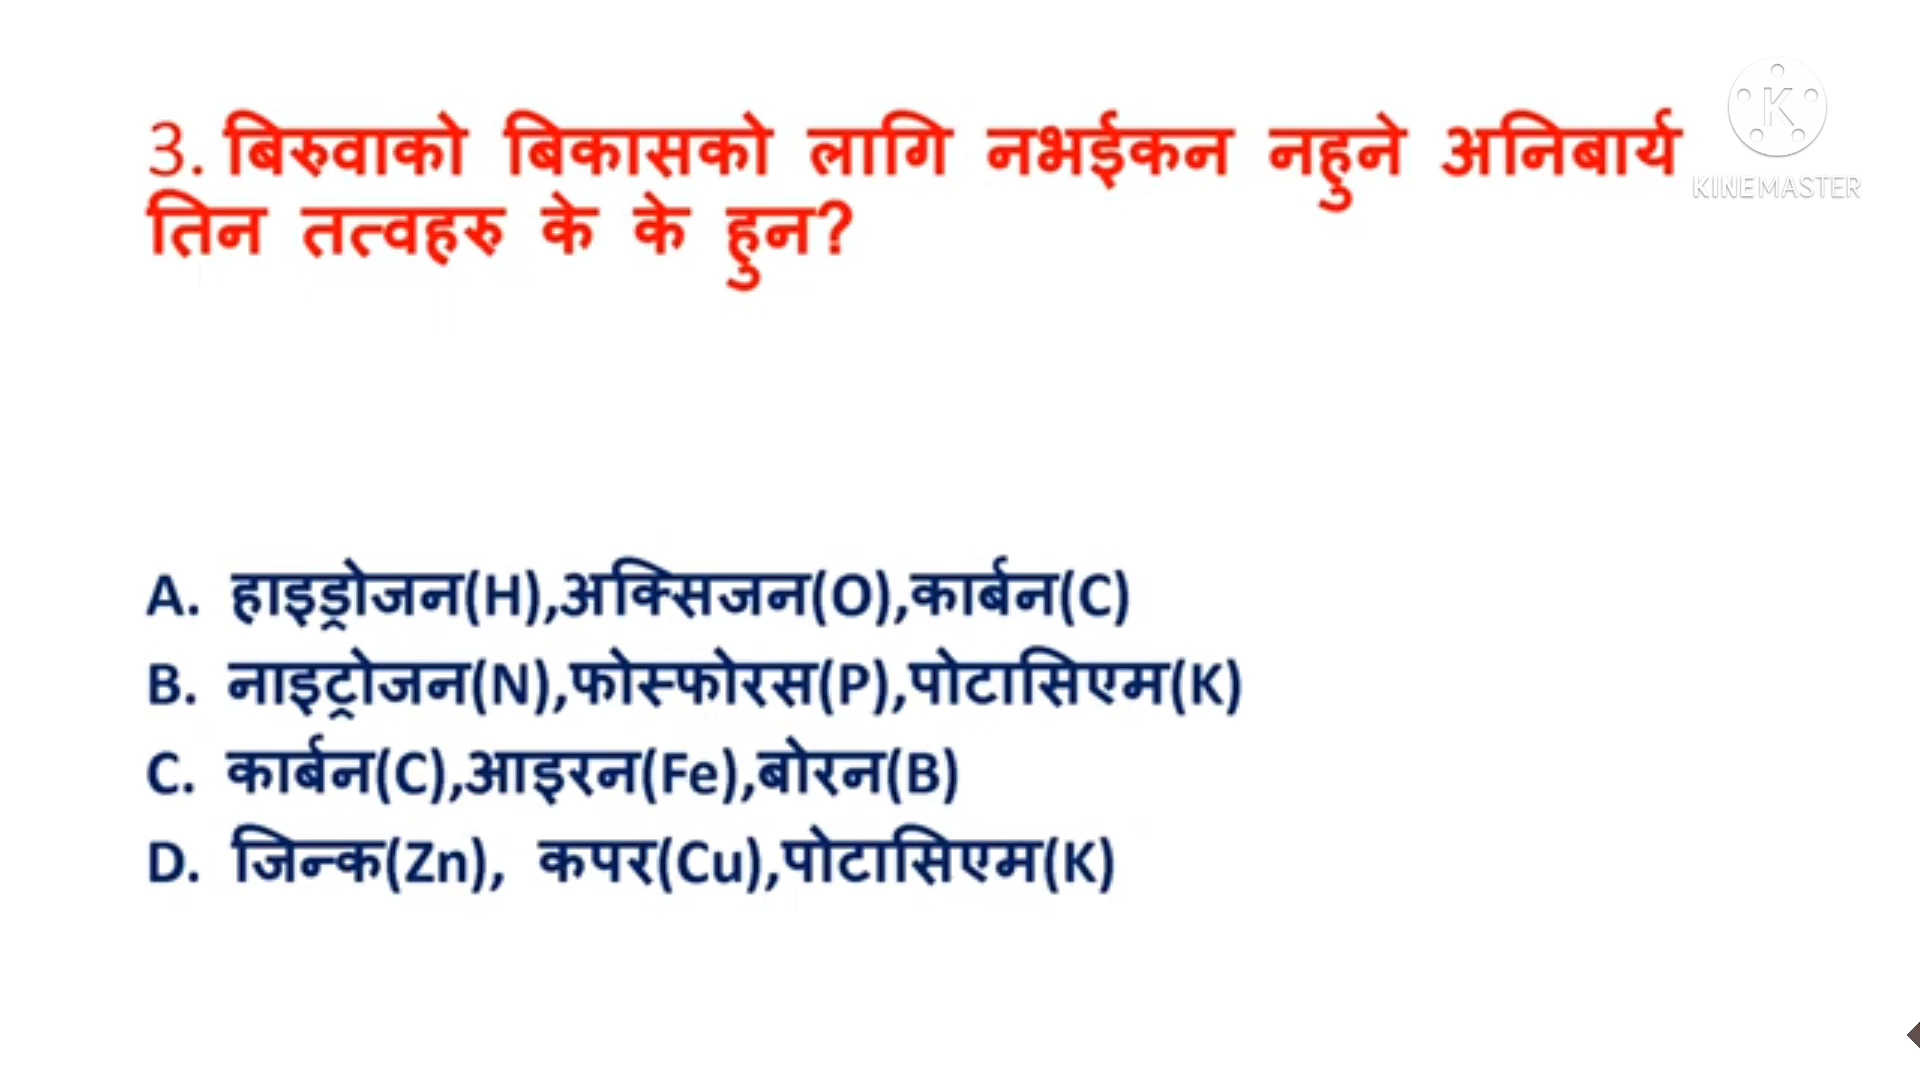 3. बिरुवाको बिकासको लागि नभईकन नहुने अनिबार्य
तिन तत्वहरु के के हुन?
K
KINEMASTER
A. हाइड्रोजन(H),अक्सिजन(O),कार्बन(C)
B. नाइट्रोजन(N),फोस्फोरस(P),पोटासिएम(K)
C. कार्बन(C),आइरन(Fe),बोरन(B)
D. जिन्क(Zn), कपर(Cu),पोटासिएम(K)